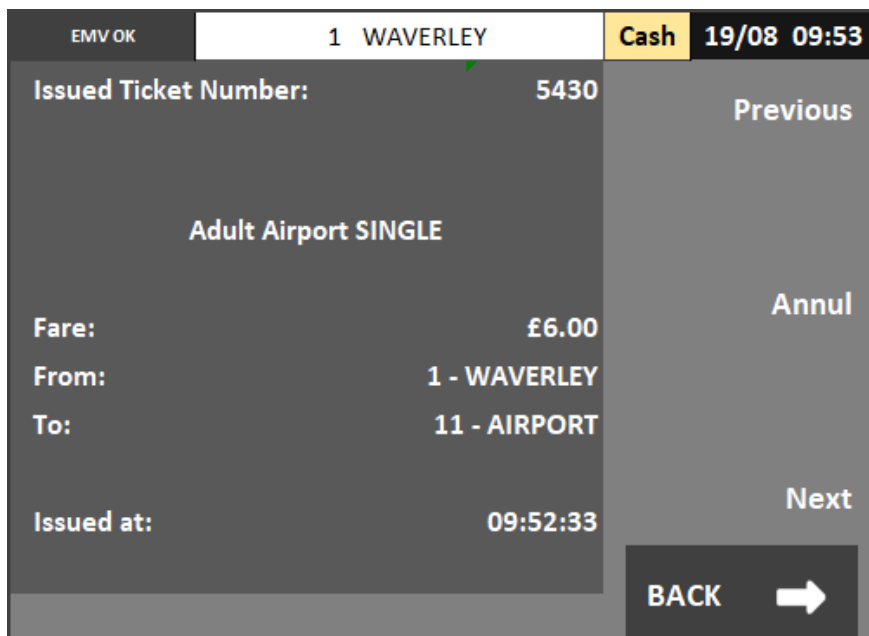 EMV OK 1 WAVERLEY Cash 19/08 09:53
Issued Ticket Number: 5430
Previous
Adult Airport SINGLE
Annul
Fare: £6.00
From: 1 - WAVERLEY
To: 11 - AIRPORT
Next
Issued at: 09:52:33
BACK